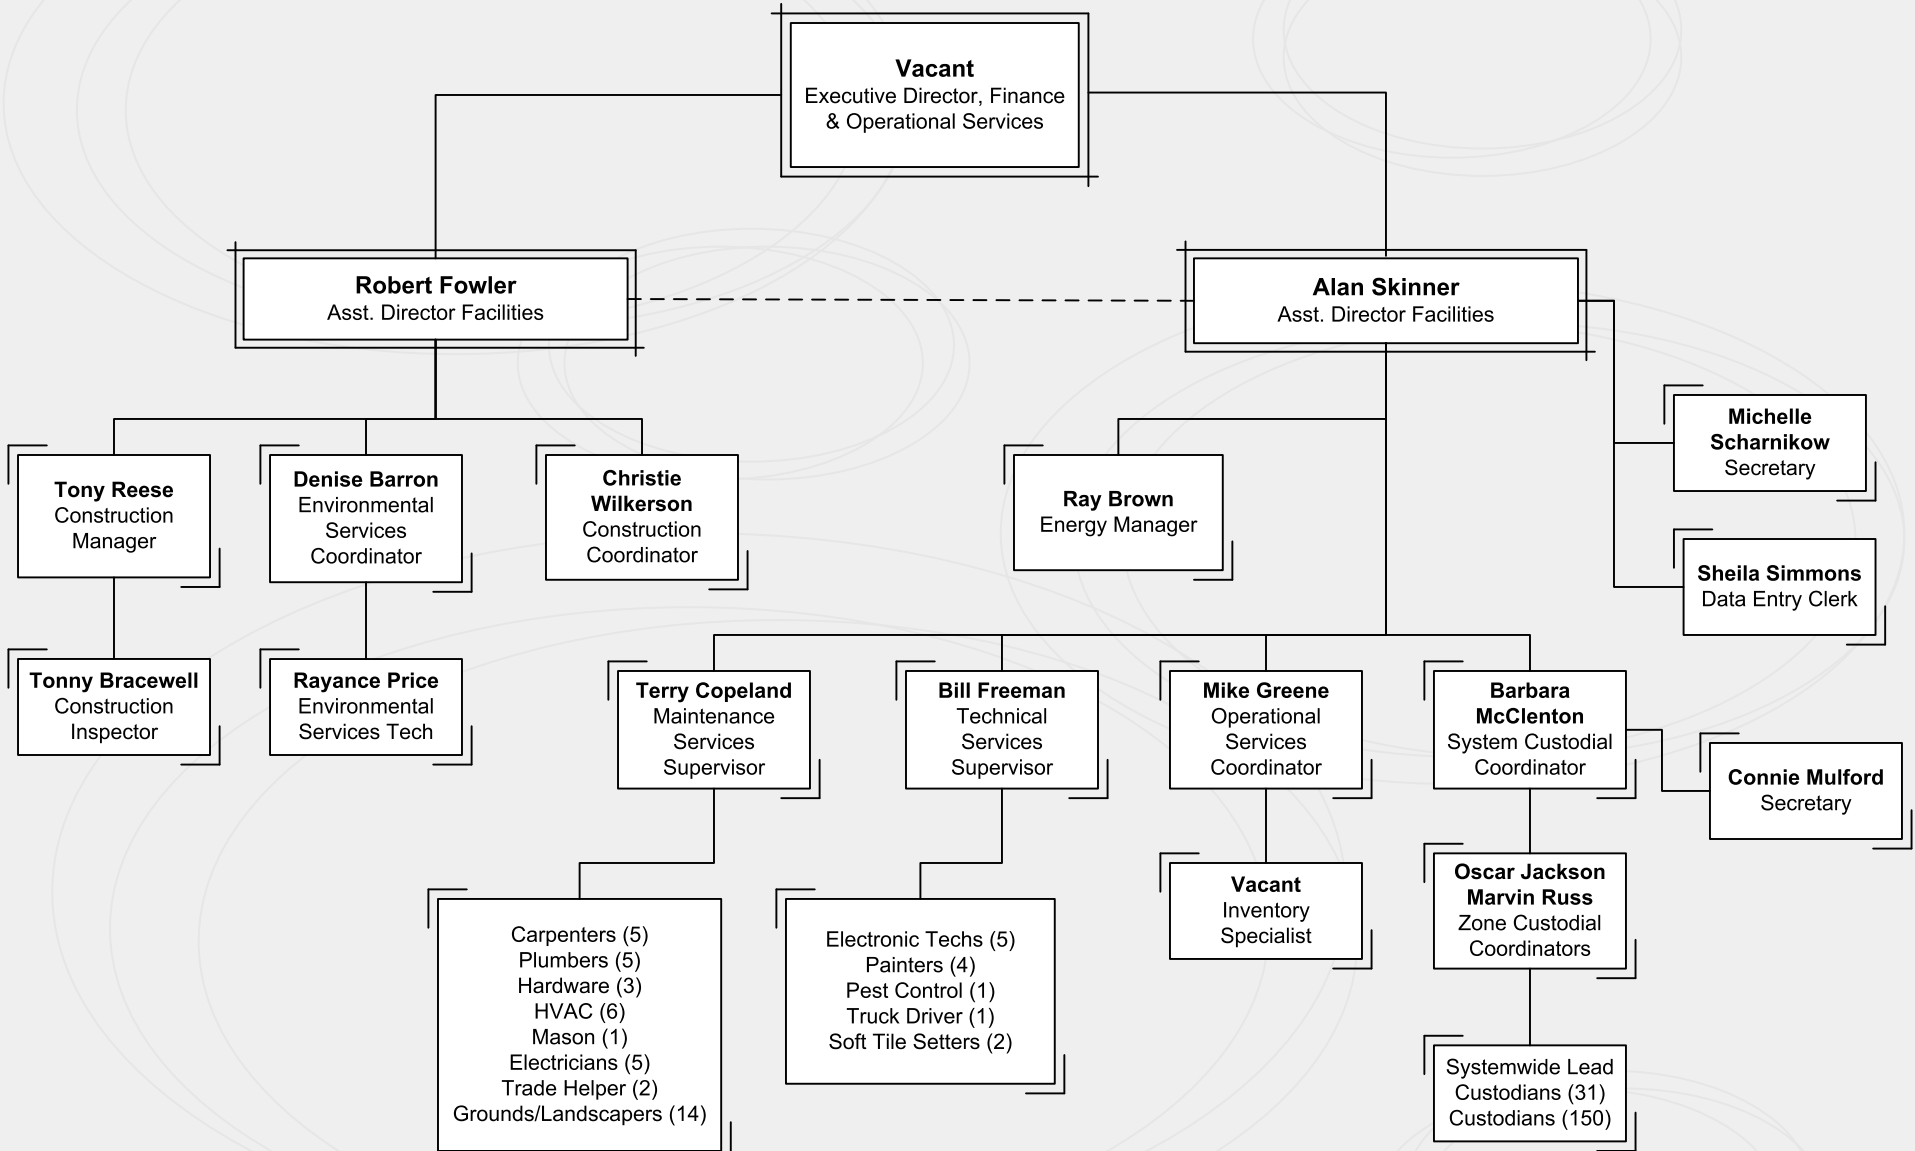 Vacant
Executive Director, Finance
& Operational Services
Robert Fowler
Asst. Director Facilities
Alan Skinner
Asst. Director Facilities
Michelle
Scharnikow
Secretary
Tony Reese
Construction
Manager
Denise Barron
Environmental
Services
Coordinator
Christie
Wilkerson
Construction
Coordinator
Ray Brown
Energy Manager
Sheila Simmons
Data Entry Clerk
Tonny Bracewell
Construction
Inspector
Rayance Price
Environmental
Services Tech
Terry Copeland
Maintenance
Services
Supervisor
Bill Freeman
Technical
Services
Supervisor
Mike Greene
Operational
Services
Coordinator
Barbara
McClenton
System Custodial
Coordinator
Connie Mulford
Secretary
Carpenters (5)
Plumbers (5)
Hardware (3)
HVAC (6)
Mason (1)
Electricians (5)
Trade Helper (2)
Grounds/Landscapers (14)
Electronic Techs (5)
Painters (4)
Pest Control (1)
Truck Driver (1)
Soft Tile Setters (2)
Vacant
Inventory
Specialist
Oscar Jackson
Marvin Russ
Zone Custodial
Coordinators
Systemwide Lead
Custodians (31)
Custodians (150)